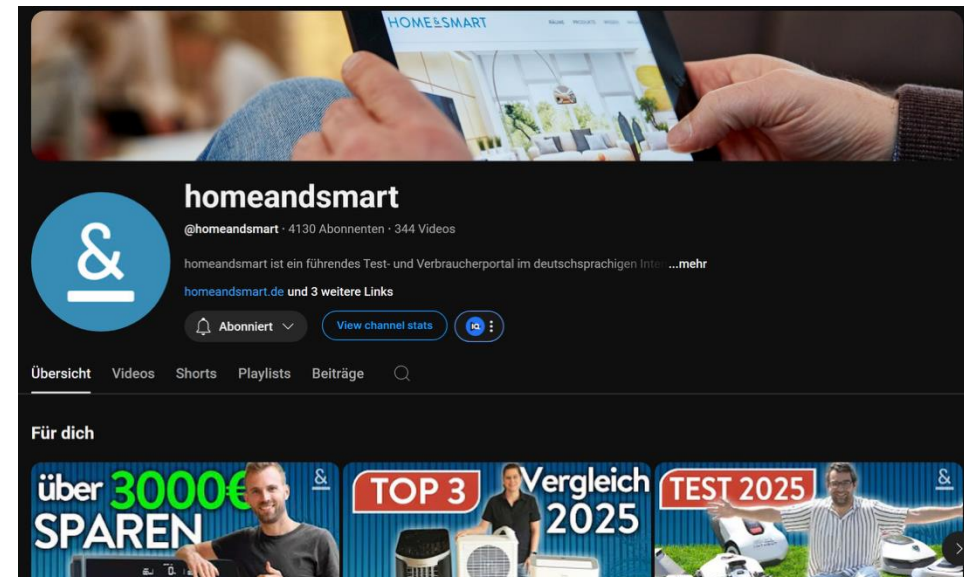 HOME&SMART
homeandsmart
@homeandsmart · 4130 Abonnenten · 344 Videos
homeandsmart ist ein führendes Test- und Verbraucherportal im deutschsprachigen ...mehr
homeandsmart.de und 3 weitere Links
Abonniert
View channel stats
IQ
Übersicht Videos Shorts Playlists Beiträge
Für dich
über 3000€ & TOP 3 Vergleich TEST 2025 &
SPAREN 2025